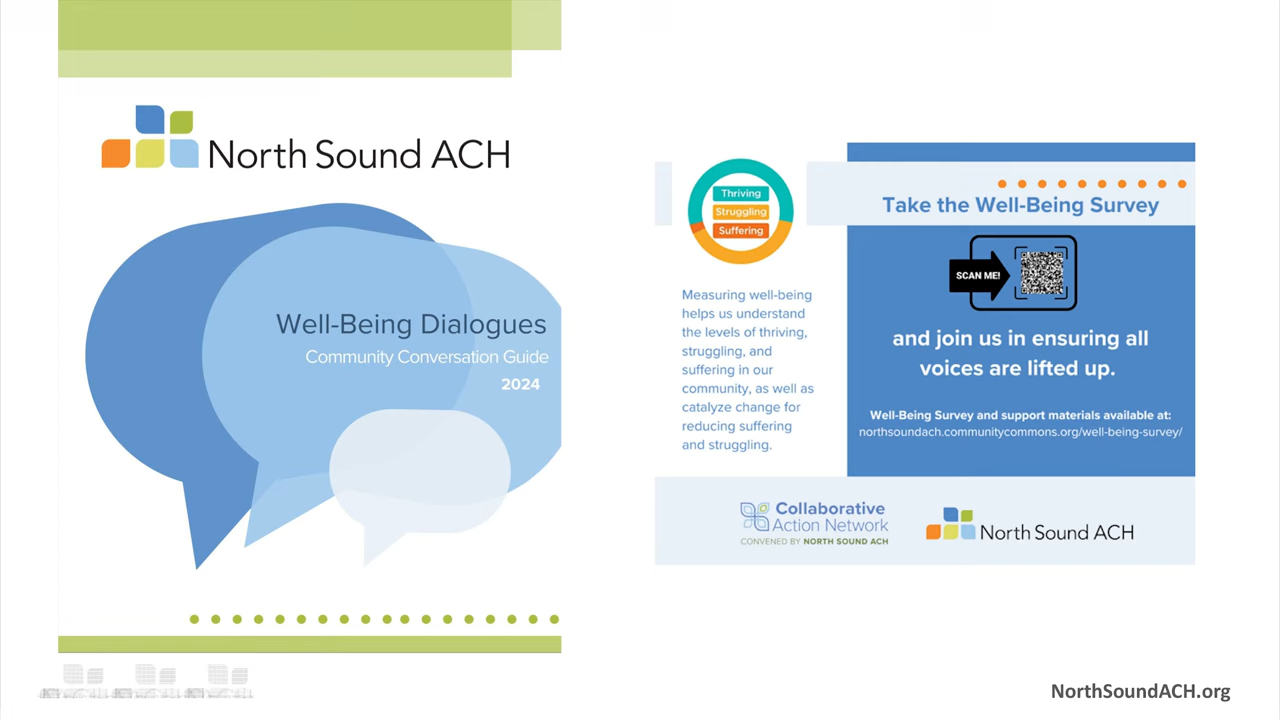 North Sound ACH
Well-Being Dialogues
Community Conversation Guide
2024
Thriving
Struggling
Suffering
Measuring well-being
helps us understand
the levels of thriving,
struggling, and
suffering in our
community, as well as
catalyze change for
reducing suffering
and struggling.
Take the Well-Being Survey
SCAN ME!
and join us in ensuring all
voices are lifted up.
Well-Being Survey and support materials available at:
northsoundach.communitycommons.org/well-being-survey/
Collaborative
Action Network
CONVENED BY NORTH SOUND ACH
North Sound ACH
NorthSoundACH.org